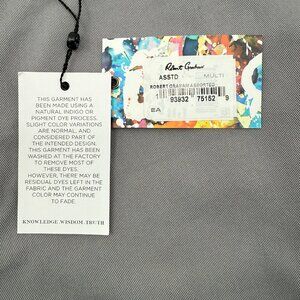 Robert Graham
ASSTD MULTI
ROBERT GRAHAM ASSORTED
93932 75152 9
EA
THIS GARMENT HAS
BEEN MADE USING A
NATURAL INDIGO OR
PIGMENT DYE PROCESS.
SLIGHT COLOR VARIATIONS
ARE NORMAL, AND
CONSIDERED PART OF
THE INTENDED DESIGN.
THIS GARMENT HAS BEEN
WASHED AT THE FACTORY
TO REMOVE MOST OF
THESE DYES.
HOWEVER, THERE MAY BE
RESIDUAL DYES LEFT IN THE
FABRIC AND THE GARMENT
COLOR MAY CONTINUE
TO FADE.
KNOWLEDGE.WISDOM.TRUTH